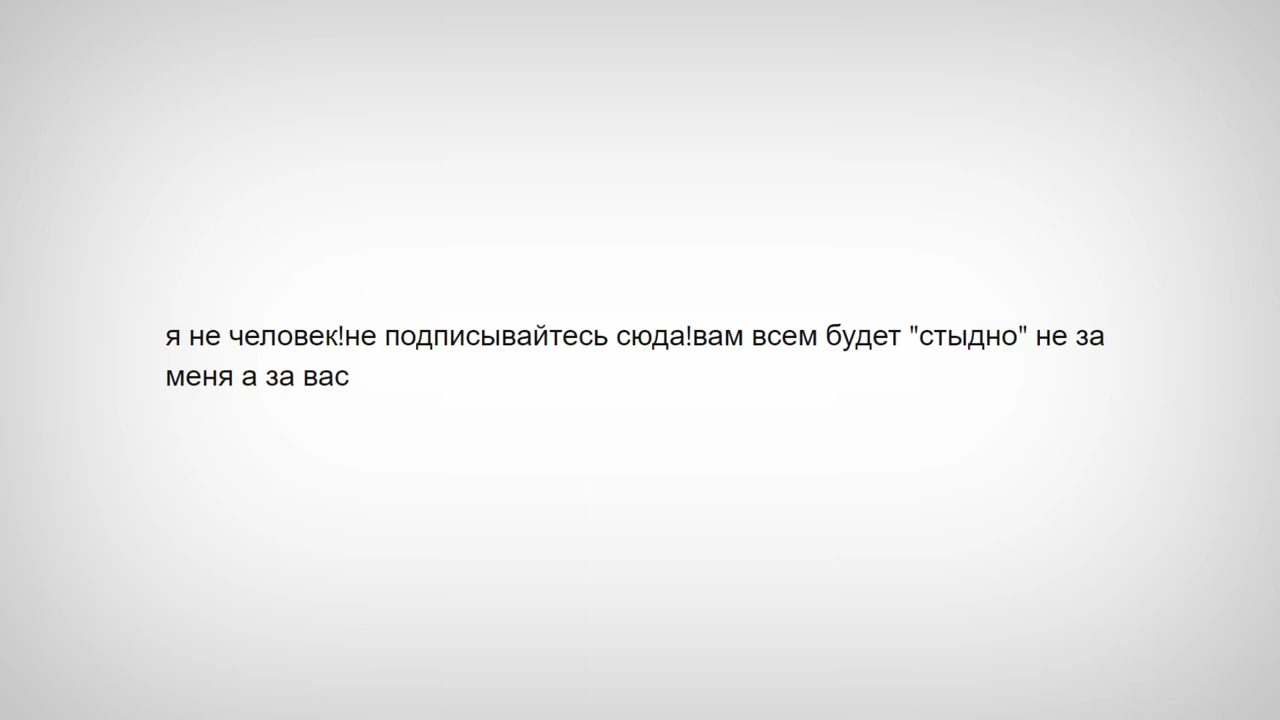 я не человек!не подписывайтесь сюда!вам всем будет "стыдно" не за
меня а за вас